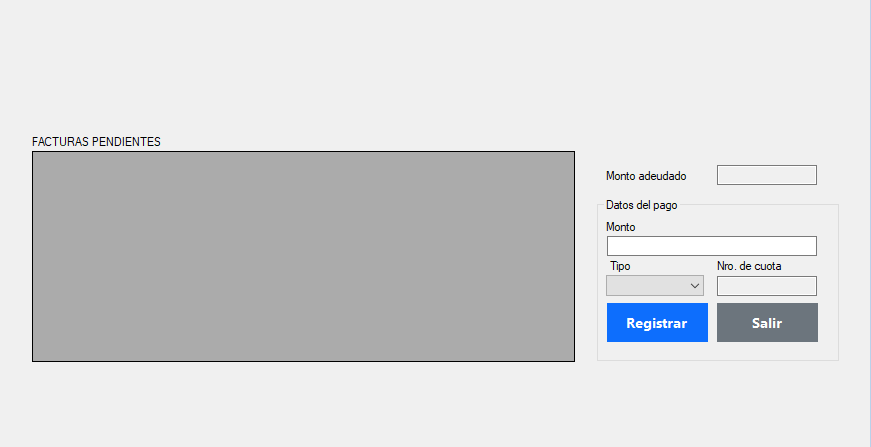 FACTURAS PENDIENTES
Monto adeudado
Datos del pago
Monto
Tipo
Nro. de cuota
Registrar
Salir